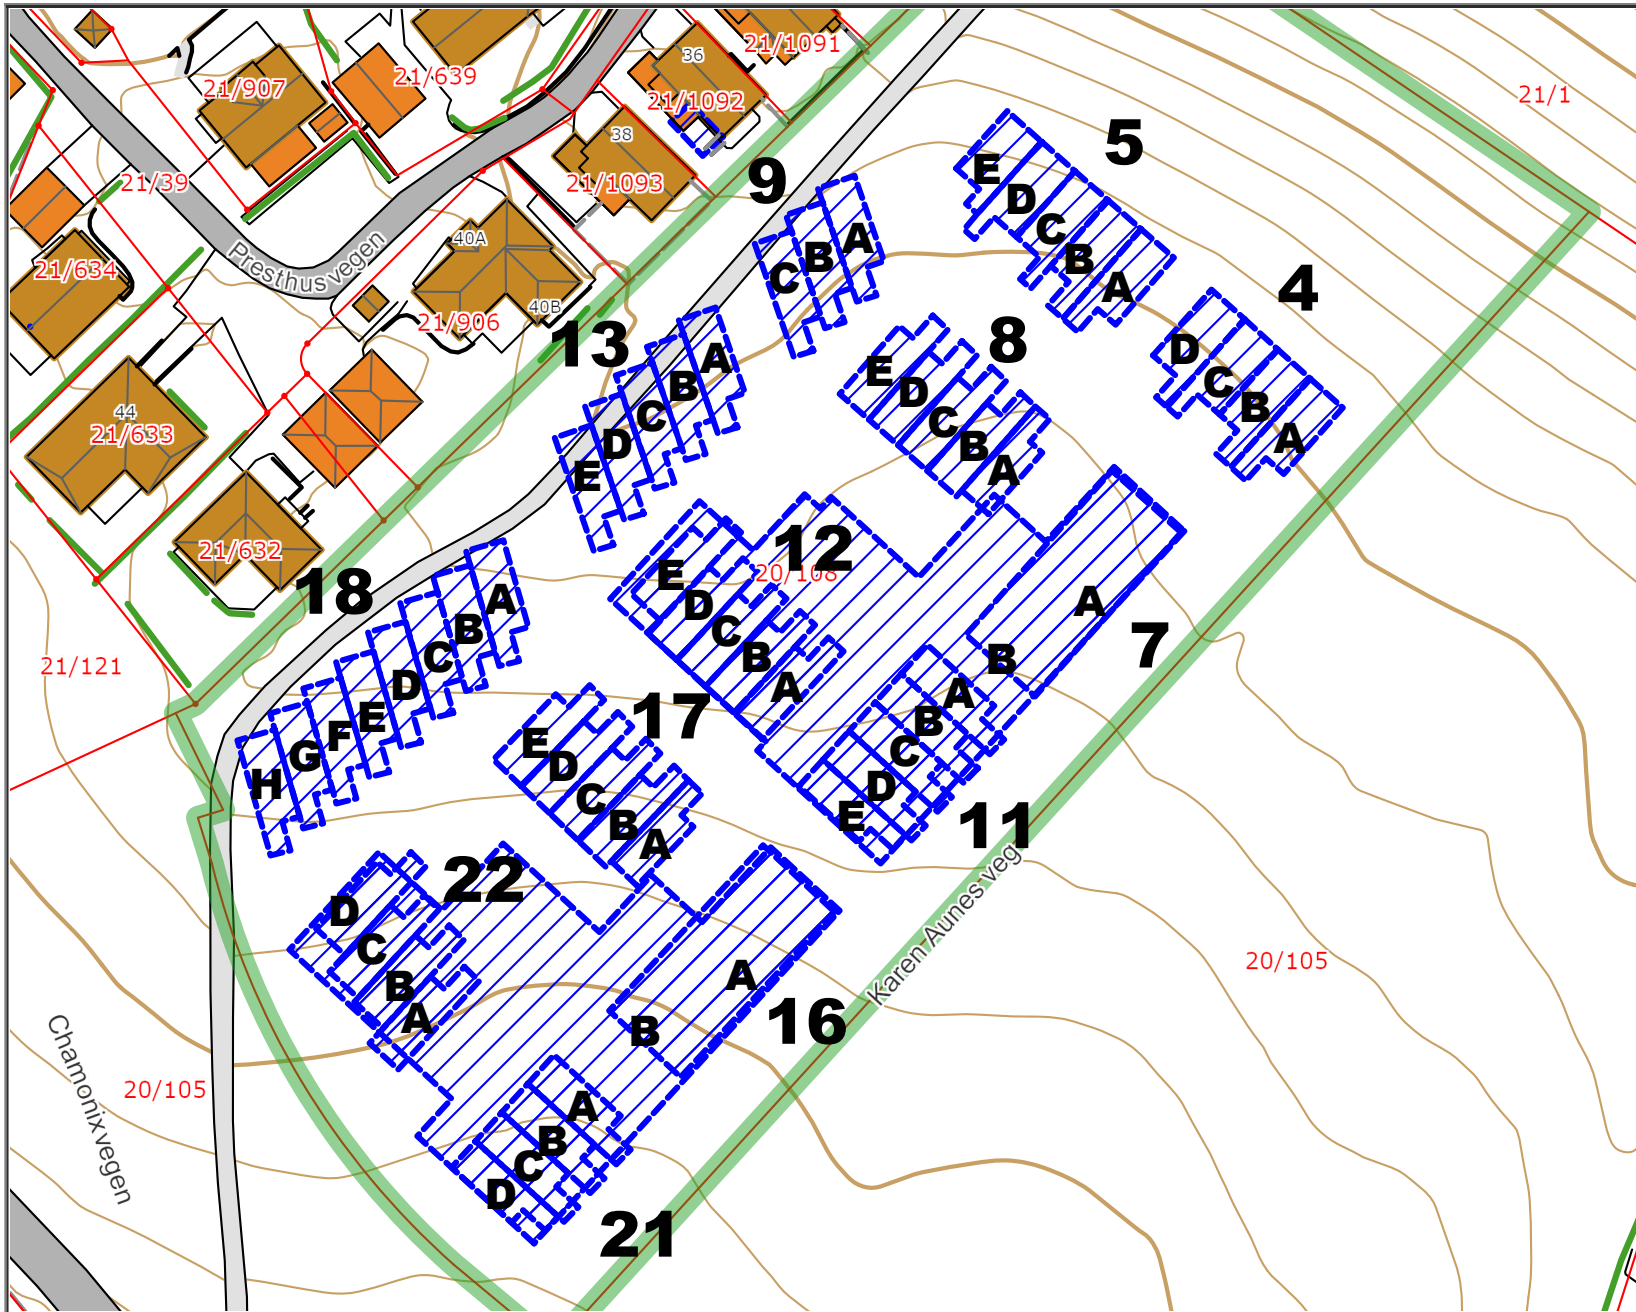 21/1091
36
21/639
21/907
21/1
21/1092
38
5
9
E
21/39
21/1093
D
A
40A
C
Presthusvegen
B
B
C
21/634
A
4
40B
21/906
13
8
D
A
E
C
B
D
B
44
C
C
21/633
A
D
B
E
A
12
21/632
20/108
E
18
A
D
A
B
C
7
C
B
B
21/121
D
A
A
17
E
B
F
E
C
G
D
D
H
C
E
B
11
A
22
Karen Aunes veg
D
C
20/105
B
A
A
16
B
Chamonixvegen
20/105
A
B
C
D
21